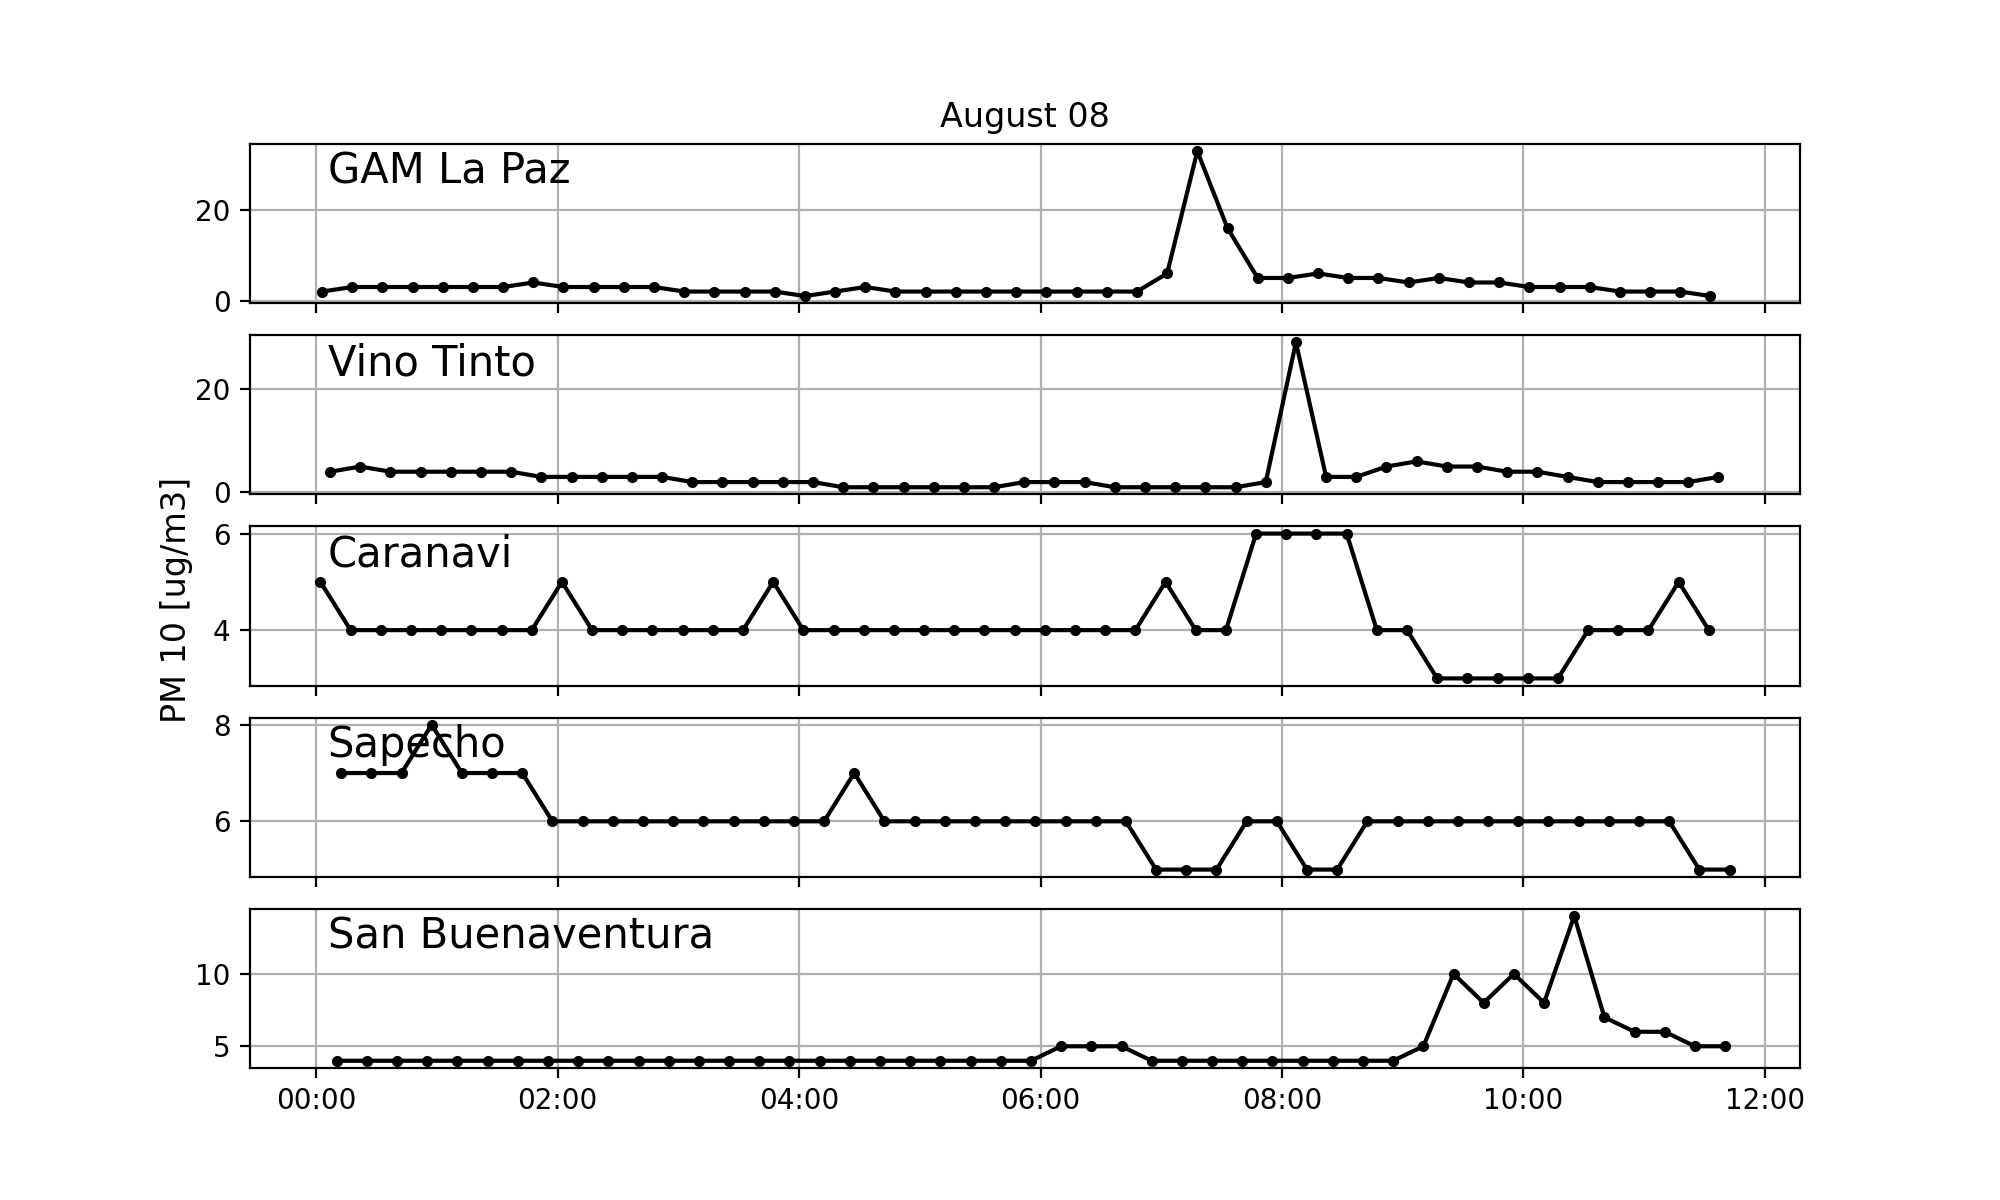 August 08
GAM La Paz
20
0
Vino Tinto
20
0
PM 10 [ug/m3]
Caranavi
6
4
Sapecho
8
6
San Buenaventura
10
5
00:00 02:00 04:00 06:00 08:00 10:00 12:00